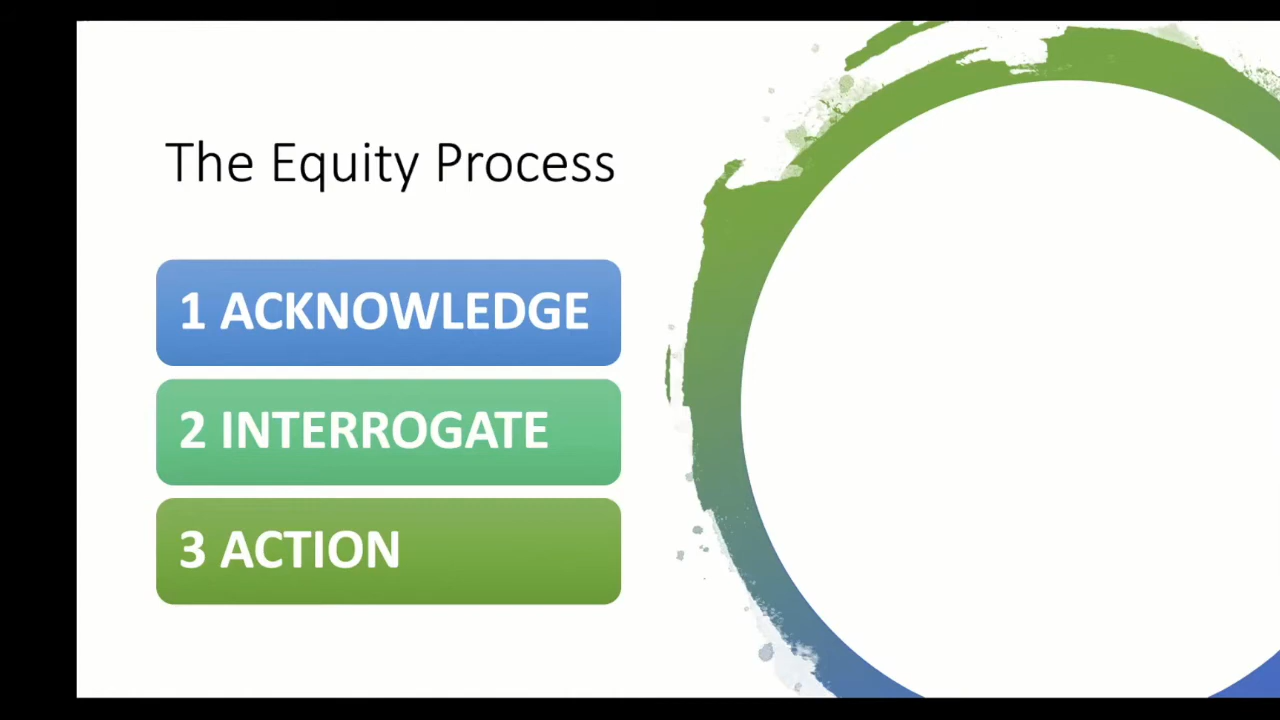 The Equity Process
1 ACKNOWLEDGE
2 INTERROGATE
3 ACTION